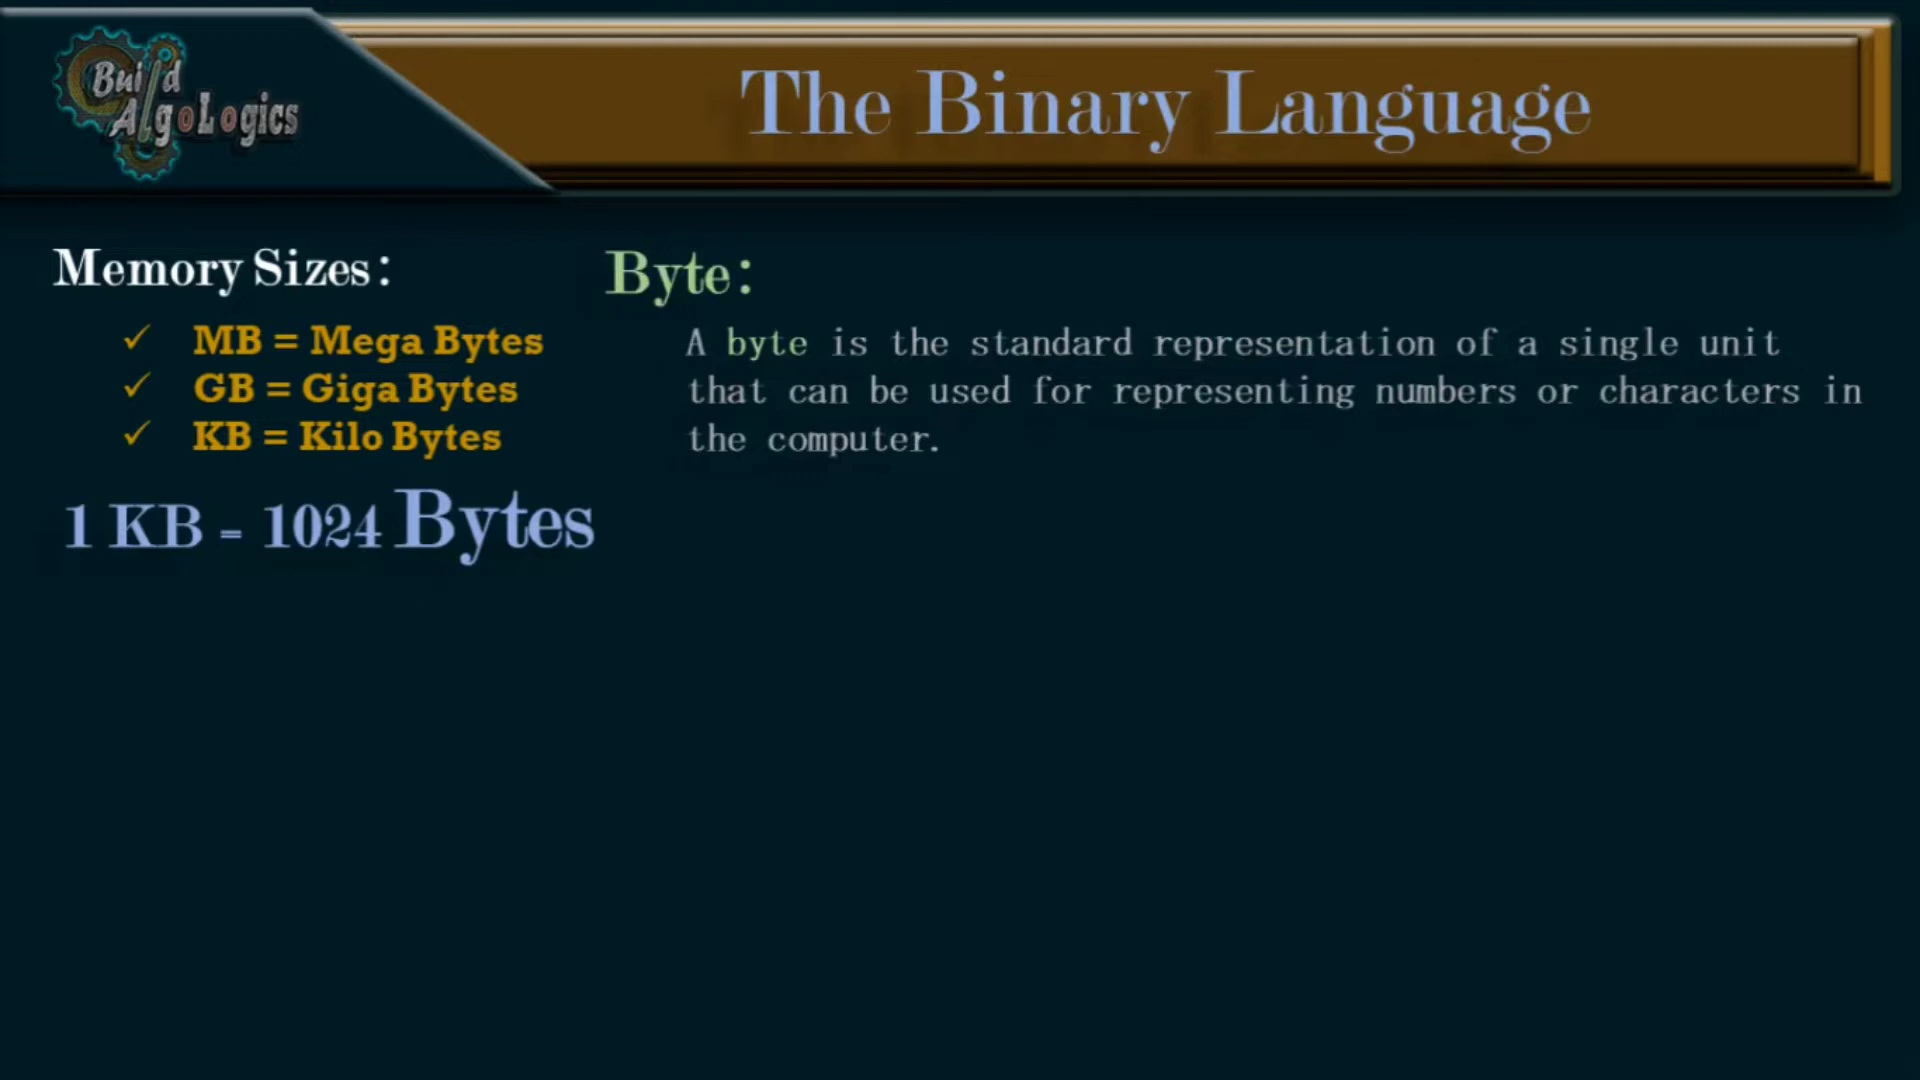 Build
AlgoLogics
The Binary Language
Memory Sizes:
✓ MB = Mega Bytes
✓ GB = Giga Bytes
✓ KB = Kilo Bytes
1 KB = 1024 Bytes
Byte:
A byte is the standard representation of a single unit
that can be used for representing numbers or characters in
the computer.